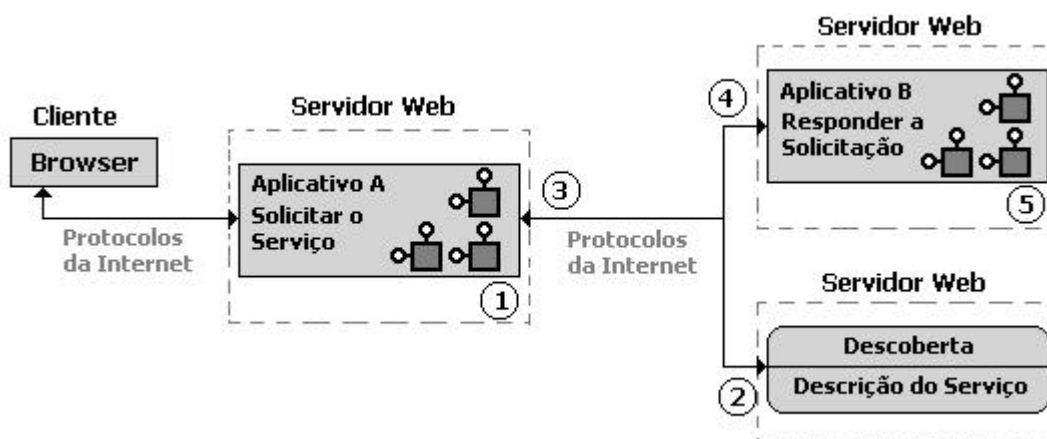 Servidor Web
Aplicativo B
Responder a
Solicitação
4
5
Servidor Web
Cliente
Browser
Aplicativo A
Solicitar o
Serviço
3
1
Protocolos
da Internet
Protocolos
da Internet
Servidor Web
Descoberta
Descrição do Serviço
2